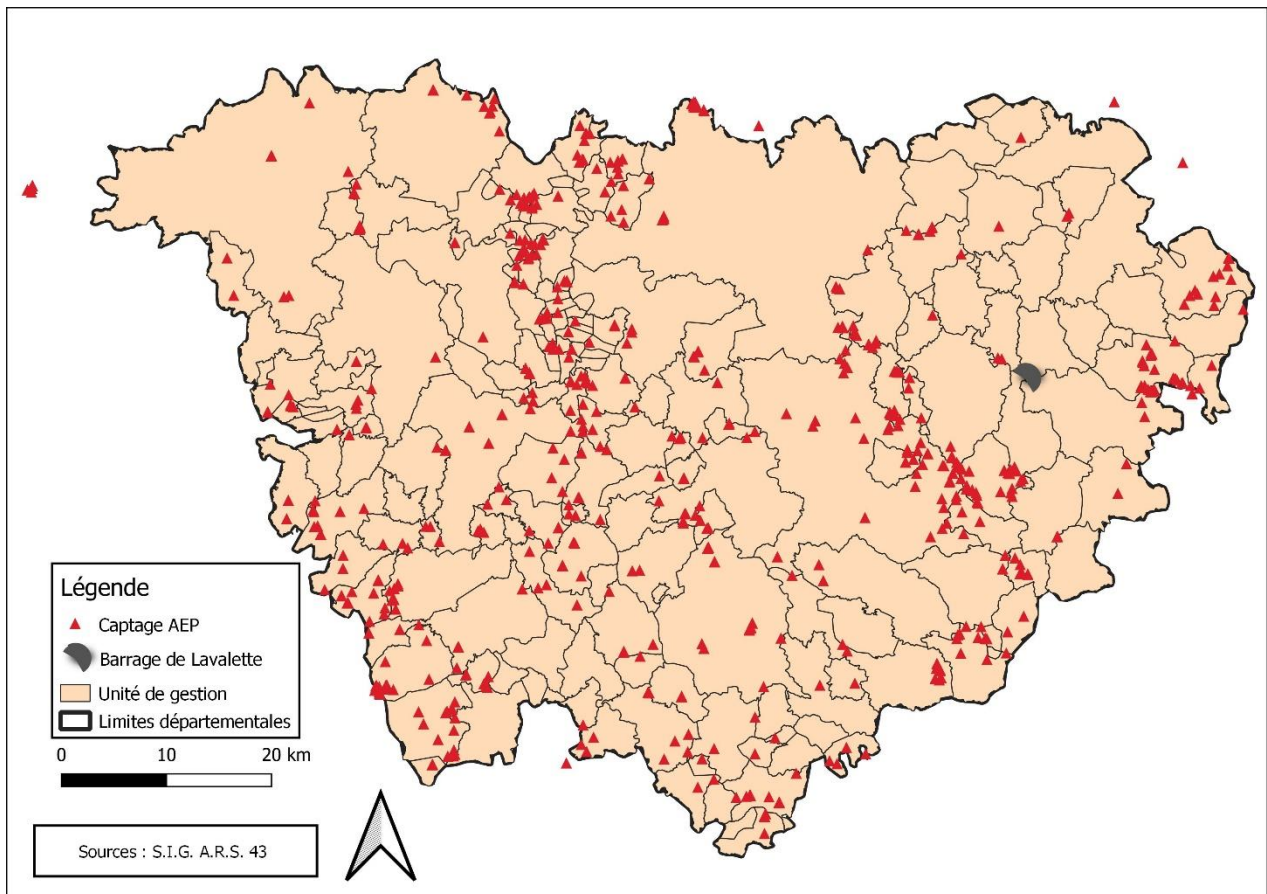 Légende
Captage AEP
Barrage de Lavalette
Unité de gestion
Limites départementales
0 10 20 km
Sources : S.I.G. A.R.S. 43